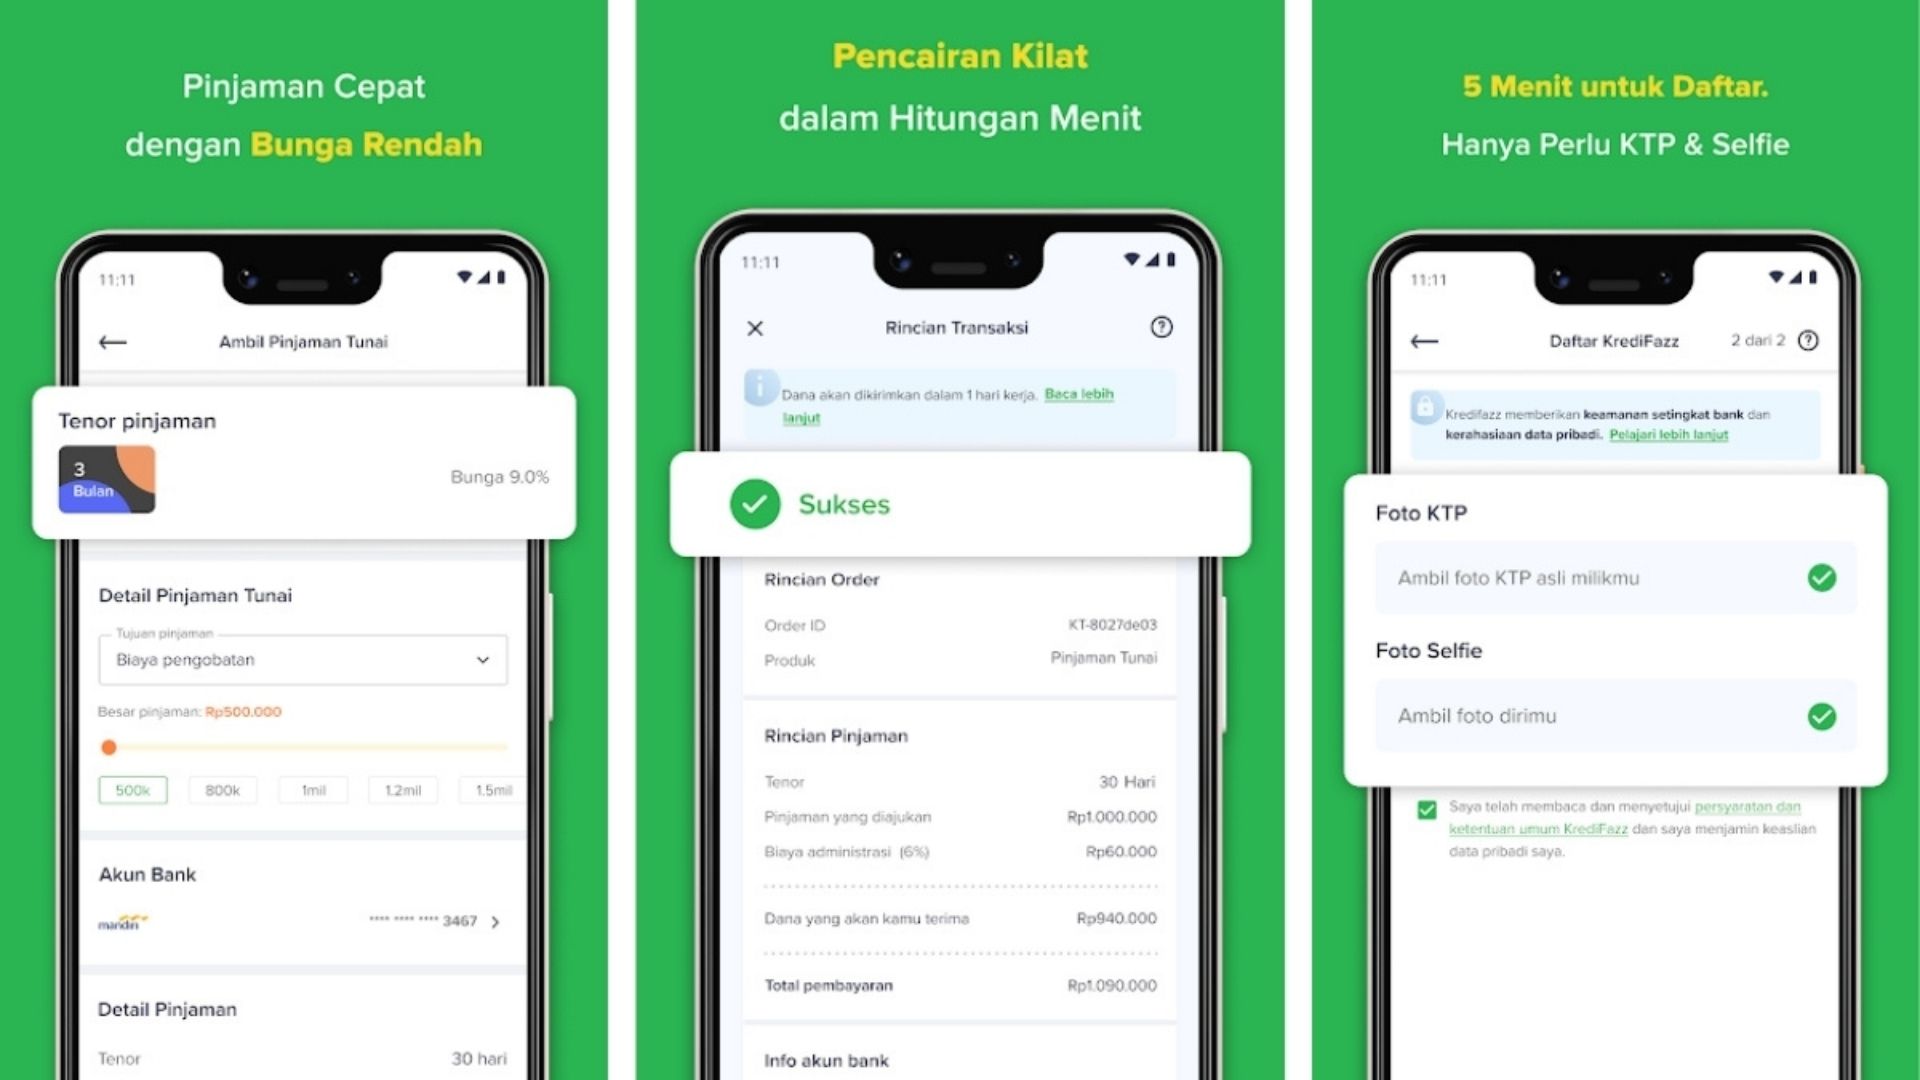 Pinjaman Cepat
dengan Bunga Rendah
11:11
Ambil Pinjaman Tunai
Tenor pinjaman
3
Bulan
Bunga 9.0%
Detail Pinjaman Tunai
Tujuan pinjaman
Biaya pengobatan
Besar pinjaman: Rp500.000
500k 800k 1mil 1.2mil 1.5mil
Akun Bank
mandiri **** **** **** 3467
Detail Pinjaman
Tenor 30 hari
Pencairan Kilat
dalam Hitungan Menit
11:11
Rincian Transaksi
Dana akan dikirimkan dalam 1 hari kerja. Baca lebih
lanjut
Sukses
Rincian Order
Order ID KT-8027de03
Produk Pinjaman Tunai
Rincian Pinjaman
Tenor 30 Hari
Pinjaman yang diajukan Rp1.000.000
Biaya administrasi (6%) Rp60.000
Dana yang akan kamu terima Rp940.000
Total pembayaran Rp1.090.000
Info akun bank
5 Menit untuk Daftar.
Hanya Perlu KTP & Selfie
11:11
Daftar KrediFazz 2 dari 2
Kredifazz memberikan keamanan setingkat bank dan
kerahasiaan data pribadi. Pelajari lebih lanjut
Foto KTP
Ambil foto KTP asli milikmu
Foto Selfie
Ambil foto dirimu
Saya telah membaca dan menyetujui persyaratan dan
ketentuan umum KrediFazz dan saya menjamin keaslian
data pribadi saya.